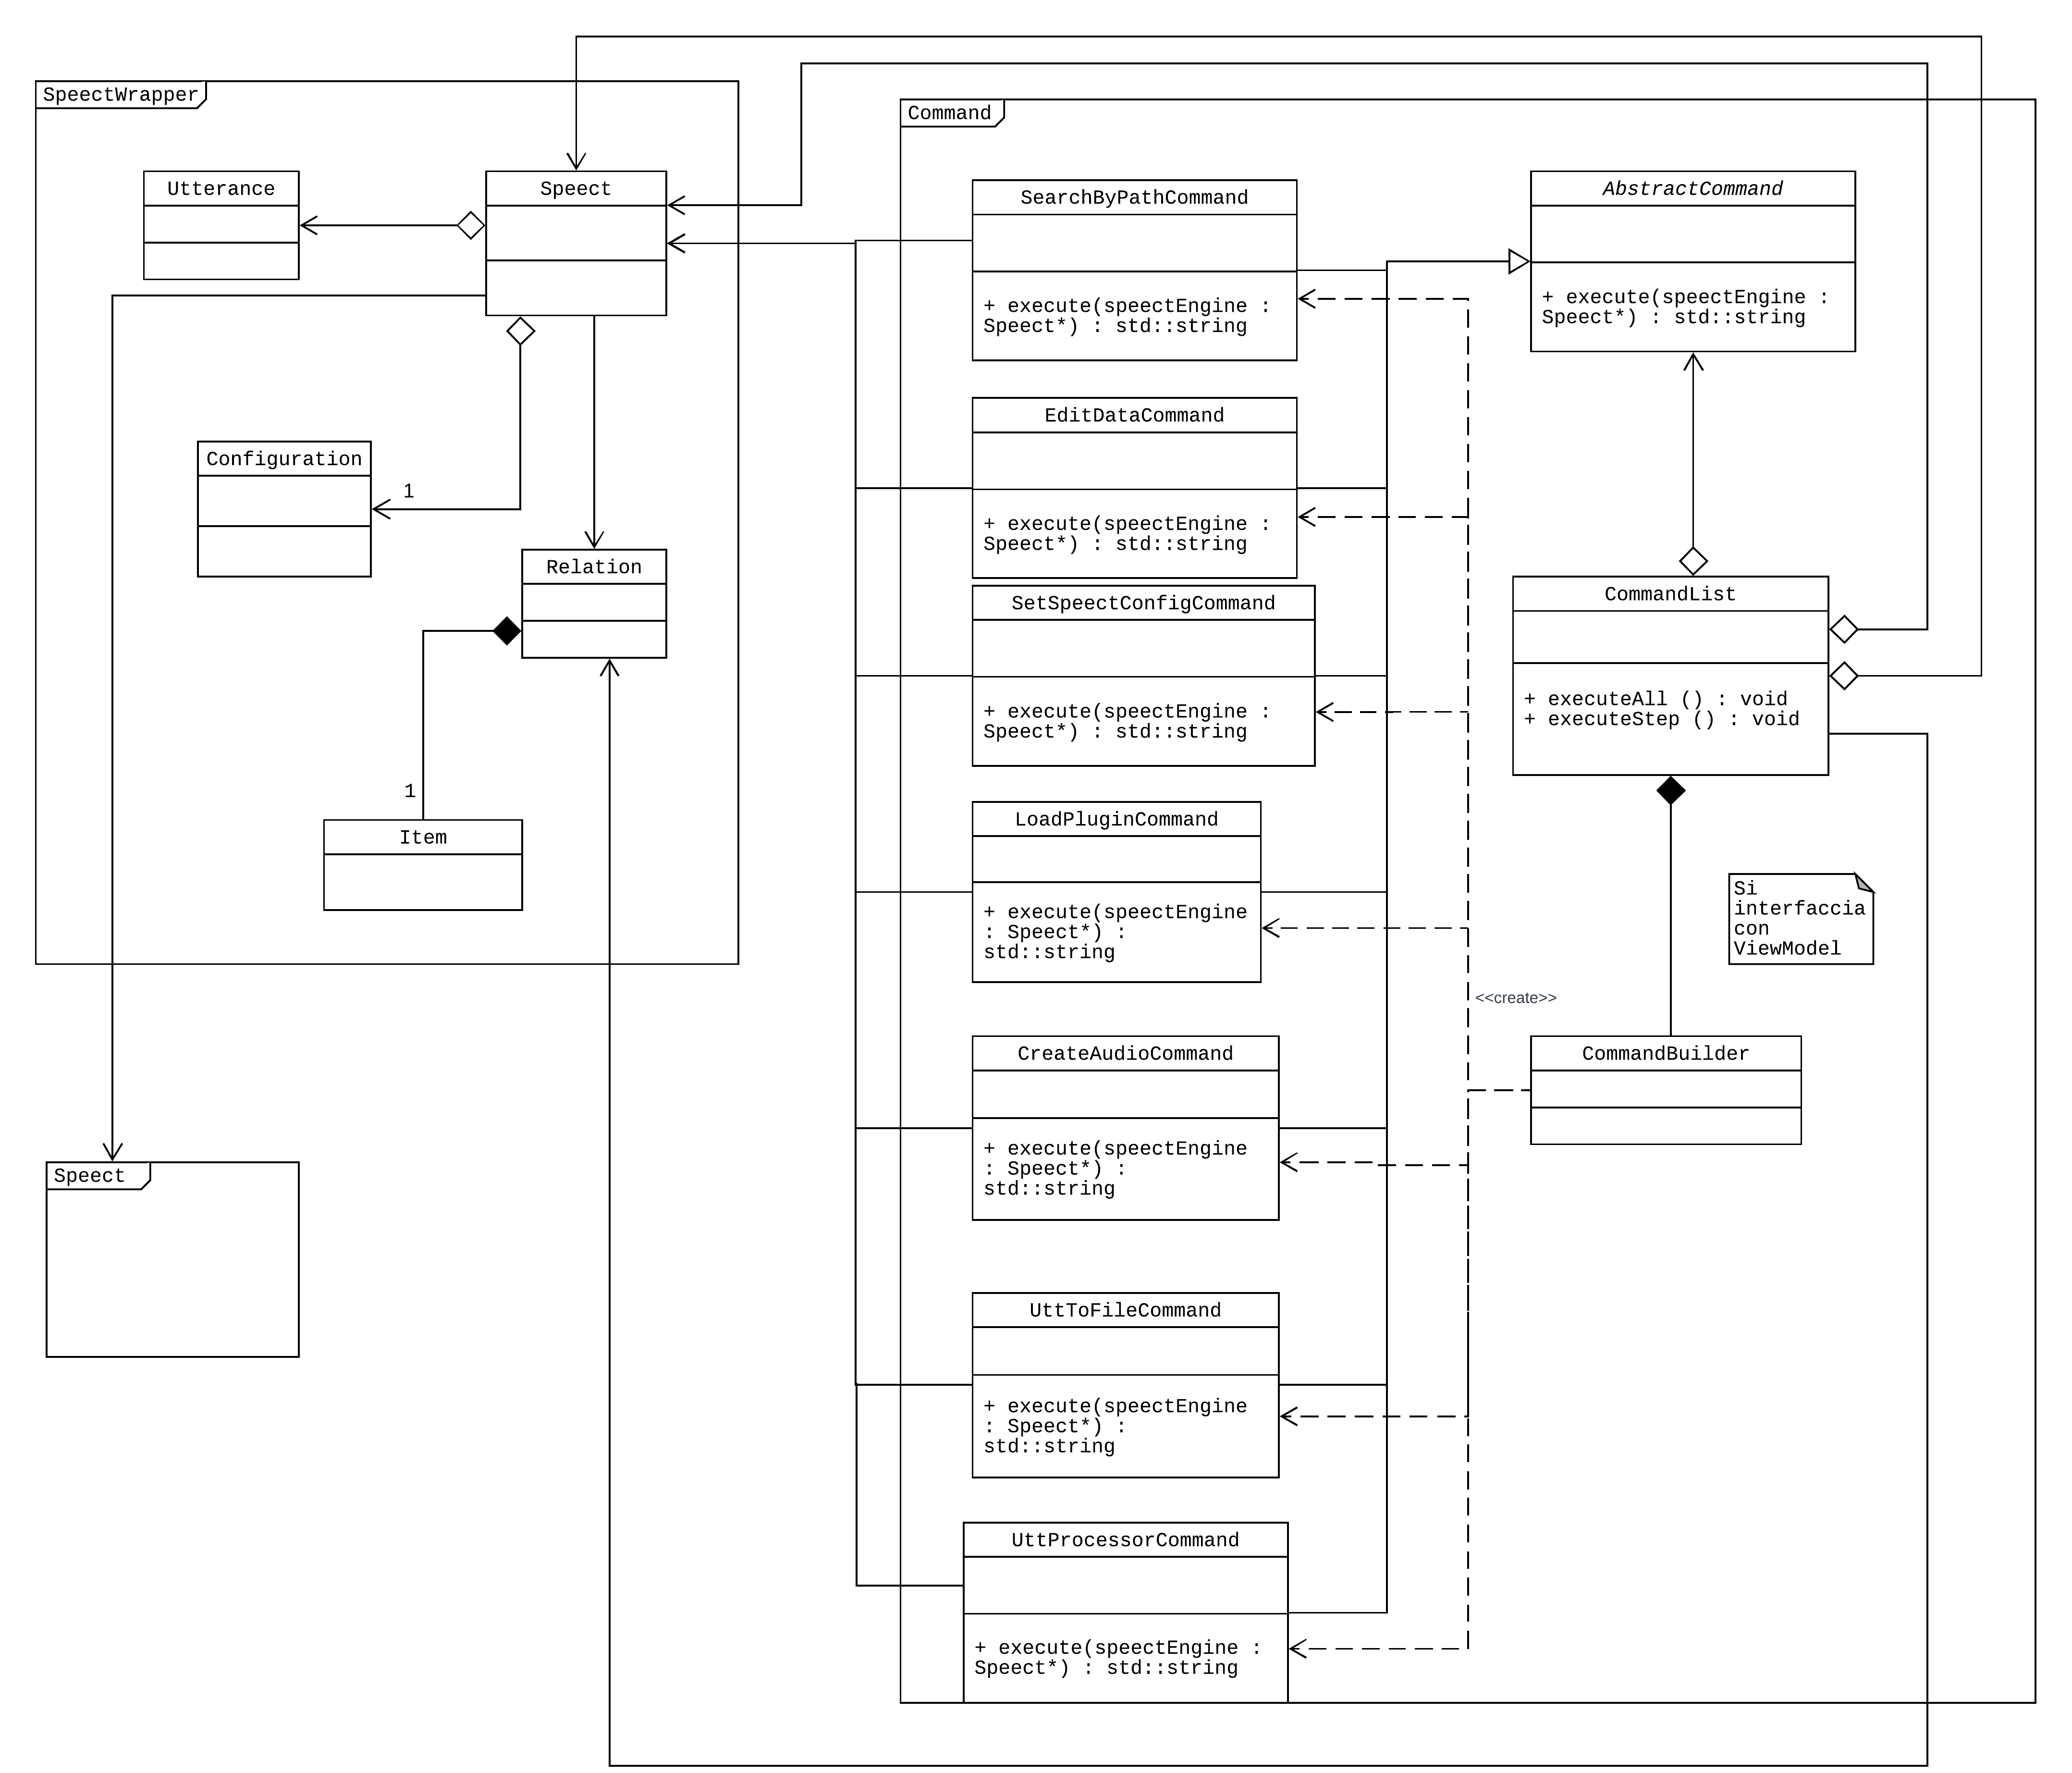 SpeectWrapper
Command
Utterance
Speect
SearchByPathCommand
+ execute(speectEngine :
Speect*) : std::string
AbstractCommand
+ execute(speectEngine :
Speect*) : std::string
Configuration
1
EditDataCommand
+ execute(speectEngine :
Speect*) : std::string
Relation
SetSpeectConfigCommand
+ execute(speectEngine :
Speect*) : std::string
CommandList
+ executeAll () : void
+ executeStep () : void
1
Item
LoadPluginCommand
+ execute(speectEngine
: Speect*) :
std::string
Si
interfaccia
con
ViewModel
<<create>>
CreateAudioCommand
+ execute(speectEngine
: Speect*) :
std::string
CommandBuilder
Speect
UttToFileCommand
+ execute(speectEngine
: Speect*) :
std::string
UttProcessorCommand
+ execute(speectEngine :
Speect*) : std::string